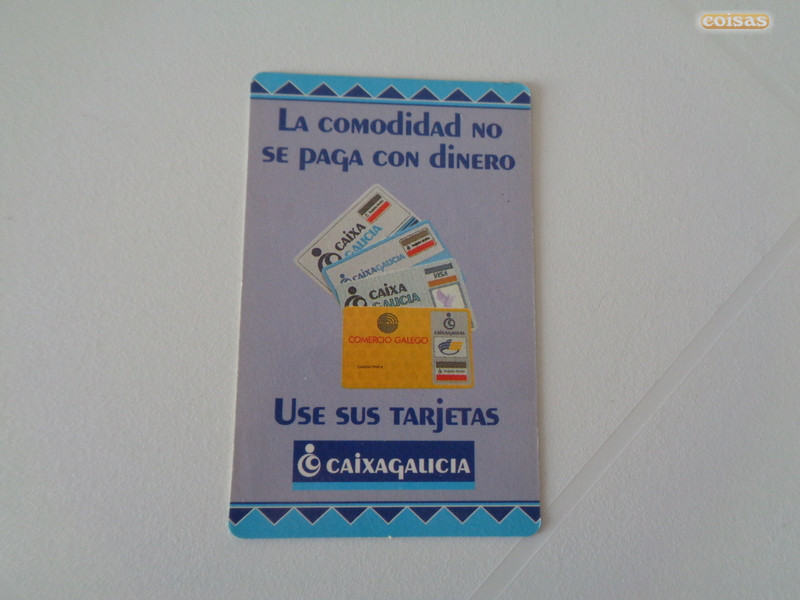 coisas
La comodidad no
se paga con dinero
CAIXA
GALICIA
CAIXAGALICIA
VISA
CAIXA
GALICIA
COMERCIO GALEGO
CAIXAGALICIA
Use sus tarjetas
CAIXAGALICIA